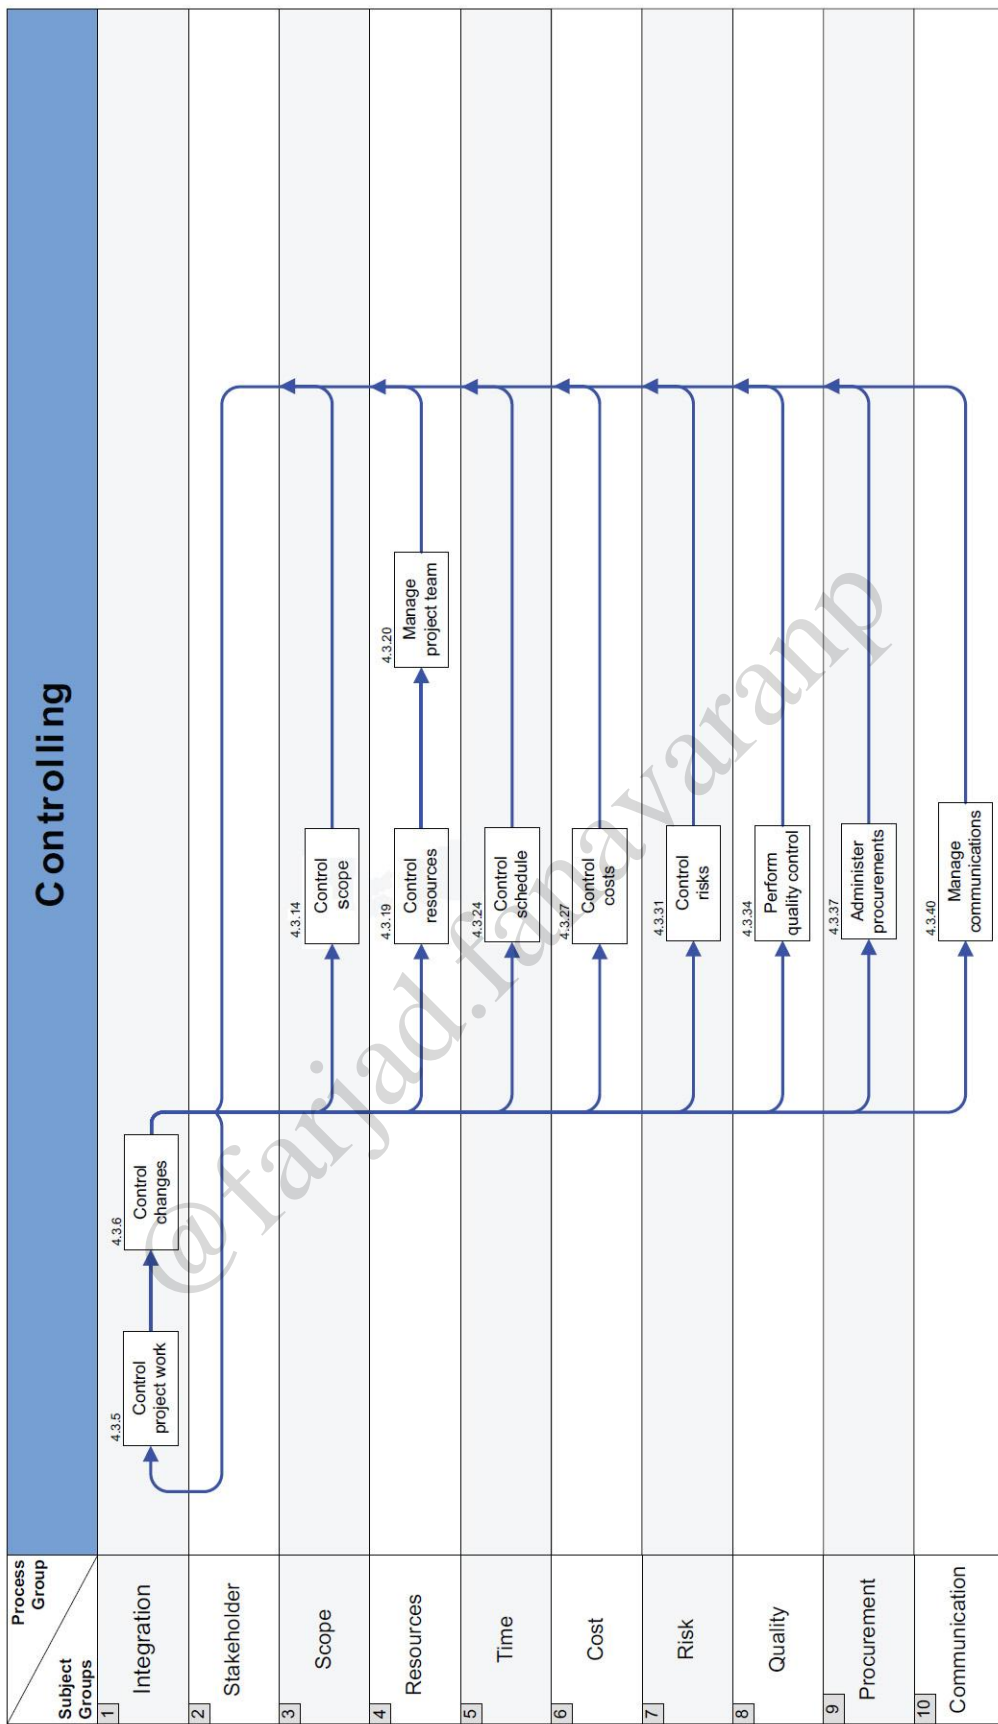 Process
Group
Subject
Groups
Controlling
1
Integration
4.3.5
Control
project work
4.3.6
Control
changes
2
Stakeholder
3
Scope
4.3.14
Control
scope
4
Resources
4.3.19
Control
resources
4.3.20
Manage
project team
5
Time
4.3.24
Control
schedule
6
Cost
4.3.27
Control
costs
7
Risk
4.3.31
Control
risks
8
Quality
4.3.34
Perform
quality control
9
Procurement
4.3.37
Administer
procurements
10
Communication
4.3.40
Manage
communications
@farjad.fanavaranp